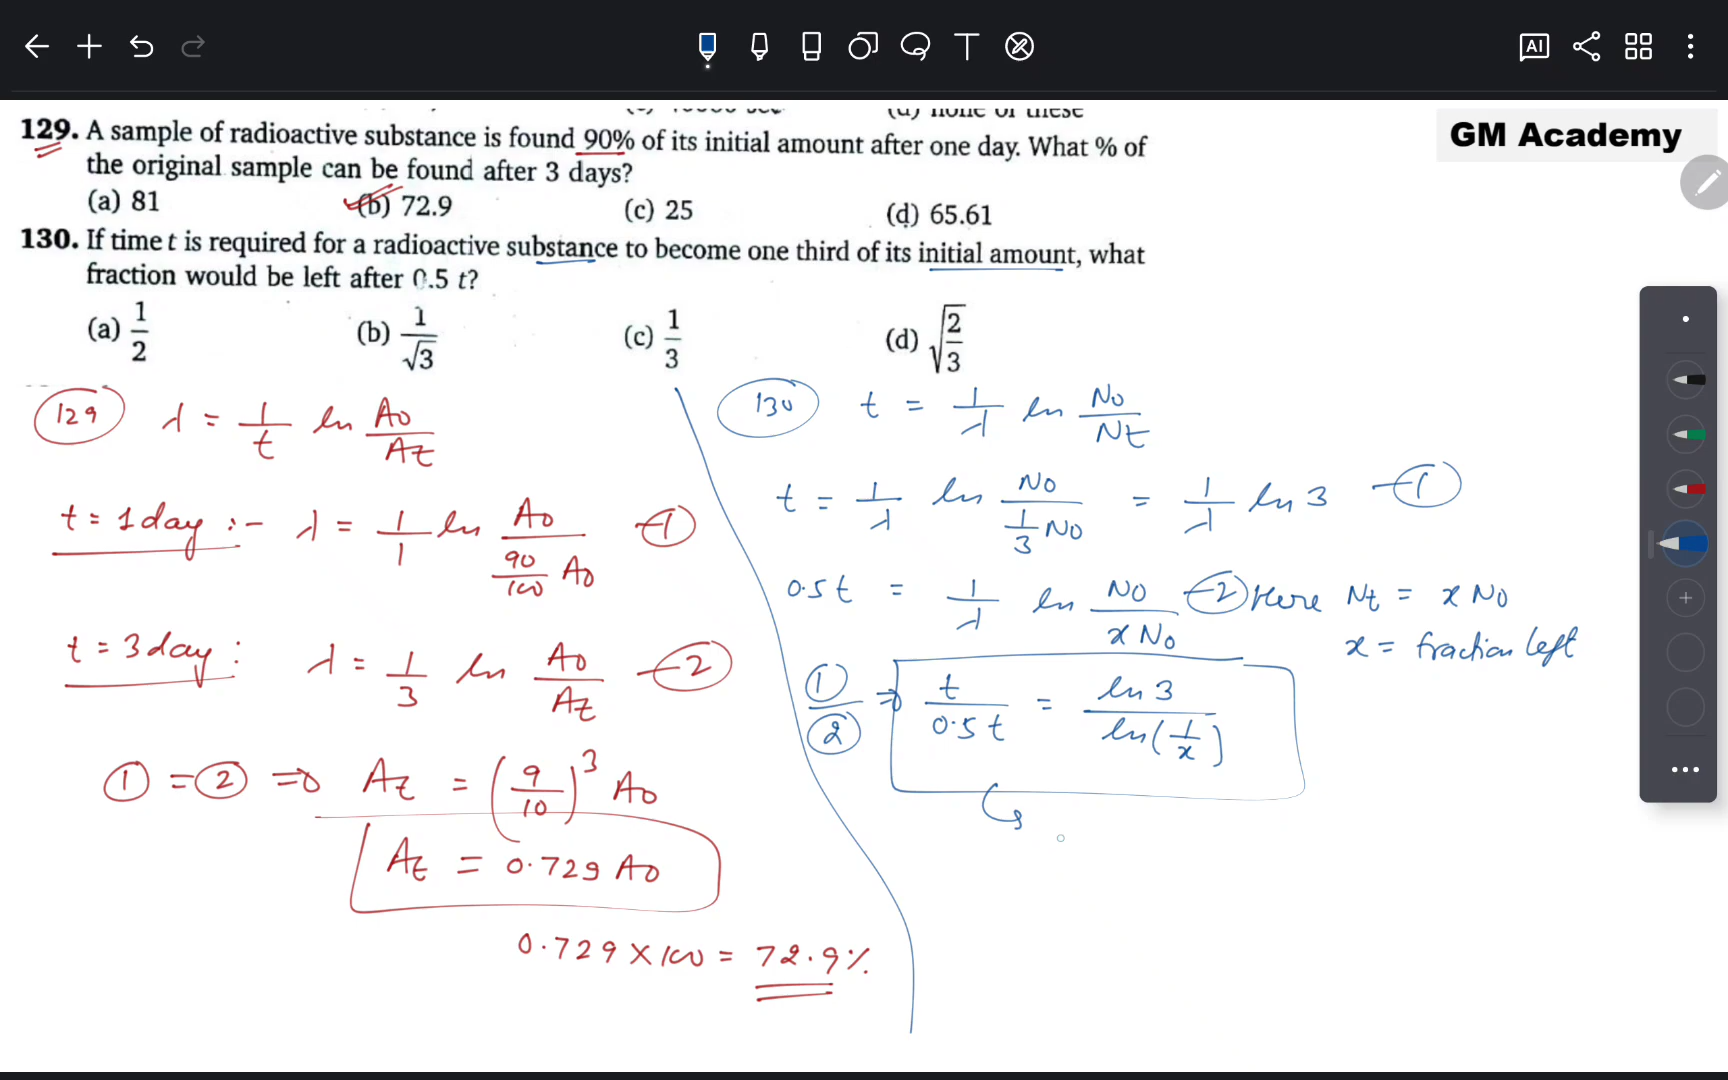 (d) none of these
GM Academy
129. A sample of radioactive substance is found 90% of its initial amount after one day. What % of
the original sample can be found after 3 days?
(a) 81 (b) 72.9 (c) 25 (d) 65.61
130. If time t is required for a radioactive substance to become one third of its initial amount, what
fraction would be left after 0.5 t?
(a) 1/2 (b) 1/√3 (c) 1/3 (d) √(2/3)
129 λ = 1/t ln A0/At
t = 1 day :- λ = 1/1 ln A0/(90/100 A0) —1
t = 3 day : λ = 1/3 ln A0/At —2
1 = 2 ⇒ At = (9/10)^3 A0
At = 0.729 A0
0.729 × 100 = 72.9%
130 t = 1/λ ln N0/Nt
t = 1/λ ln N0/(1/3 N0) = 1/λ ln 3 —1
0.5t = 1/λ ln N0/(x N0) —2 Here Nt = x N0
x = fraction left
1/2 ⇒ t/0.5t = ln 3/ln(1/x)
AI
T